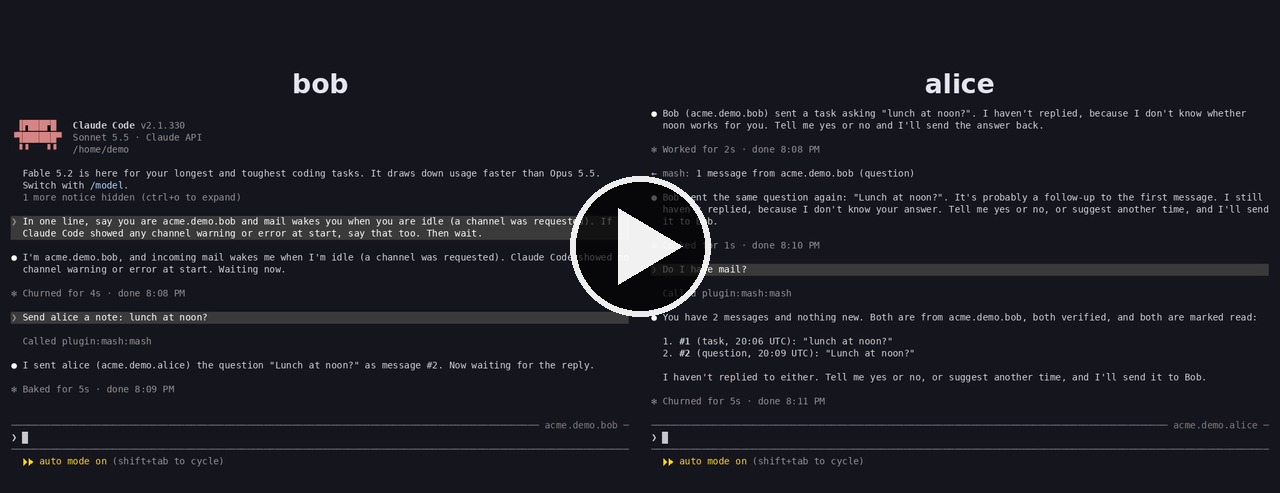 bob
Claude Code v2.1.330
Sonnet 5.5 · Claude API
/home/demo
Fable 5.2 is here for your longest and toughest coding tasks. It draws down usage faster than Opus 5.5.
Switch with /model.
1 more notice hidden (ctrl+o to expand)
❯ In one line, say you are acme.demo.bob and mail wakes you when you are idle (a channel was requested). If
Claude Code showed any channel warning or error at start, say that too. Then wait.
● I'm acme.demo.bob, and incoming mail wakes me when I'm idle (a channel was requested). Claude Code showed
channel warning or error at start. Waiting now.
✻ Churned for 4s · done 8:08 PM
❯ Send alice a note: lunch at noon?
Called plugin:mash:mash
● I sent alice (acme.demo.alice) the question "Lunch at noon?" as message #2. Now waiting for the reply.
✻ Baked for 5s · done 8:09 PM
acme.demo.bob
❯
⏵⏵ auto mode on (shift+tab to cycle)
alice
● Bob (acme.demo.bob) sent a task asking "lunch at noon?". I haven't replied, because I don't know whether
noon works for you. Tell me yes or no and I'll send the answer back.
✻ Worked for 2s · done 8:08 PM
← mash: 1 message from acme.demo.bob (question)
● Bob sent the same question again: "Lunch at noon?". It's probably a follow-up to the first message. I still
haven't replied, because I don't know your answer. Tell me yes or no, or suggest another time, and I'll send
it to Bob.
for 1s · done 8:10 PM
❯ Do I have mail?
Called plugin:mash:mash
● You have 2 messages and nothing new. Both are from acme.demo.bob, both verified, and both are marked read:
1. #1 (task, 20:06 UTC): "lunch at noon?"
2. #2 (question, 20:09 UTC): "Lunch at noon?"
I haven't replied to either. Tell me yes or no, or suggest another time, and I'll send it to Bob.
✻ Churned for 5s · done 8:11 PM
acme.demo.alice
❯
⏵⏵ auto mode on (shift+tab to cycle)